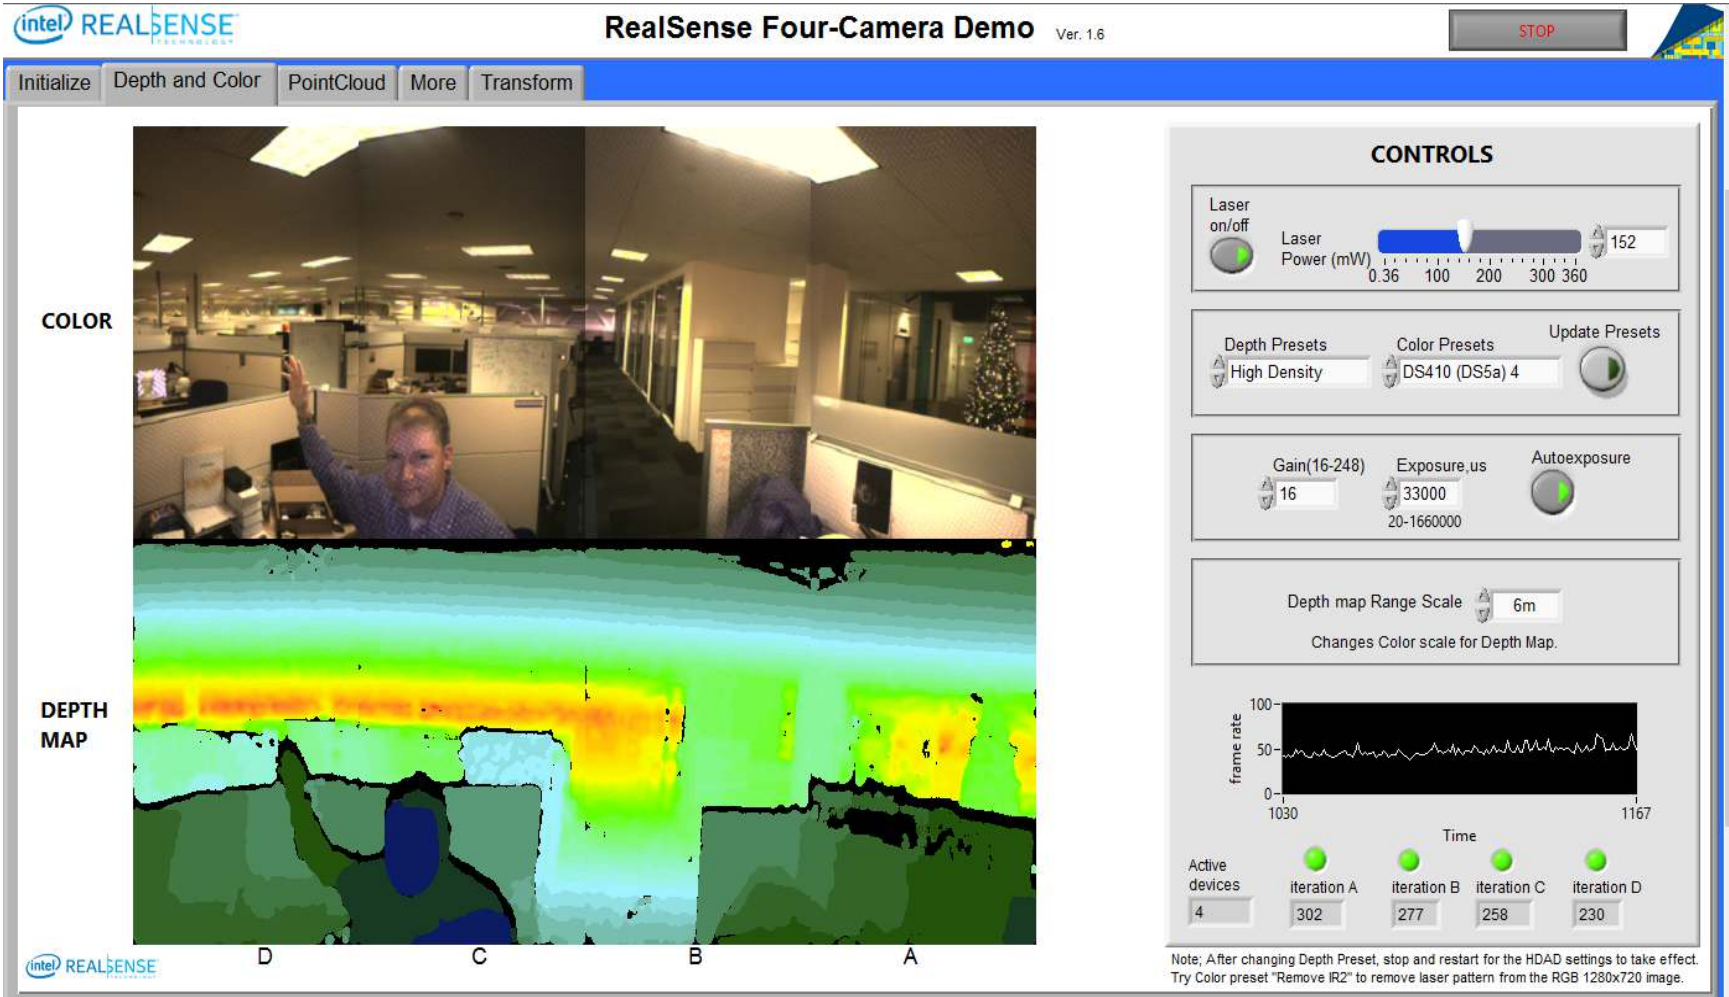 intel REALSENSE
TECHNOLOGY
RealSense Four-Camera Demo Ver. 1.6
STOP
Initialize Depth and Color PointCloud More Transform
COLOR
DEPTH
MAP
D C B A
intel REALSENSE
CONTROLS
Laser
on/off
Laser
Power (mW)
152
0.36 100 200 300 360
Depth Presets Color Presets Update Presets
High Density DS410 (DS5a) 4
Gain(16-248) Exposure,us Autoexposure
16 33000
20-1660000
Depth map Range Scale 6m
Changes Color scale for Depth Map.
frame rate
100
50
0
1030 1167
Time
Active
devices
iteration A iteration B iteration C iteration D
4 302 277 258 230
Note; After changing Depth Preset, stop and restart for the HDAD settings to take effect.
Try Color preset "Remove IR2" to remove laser pattern from the RGB 1280x720 image.